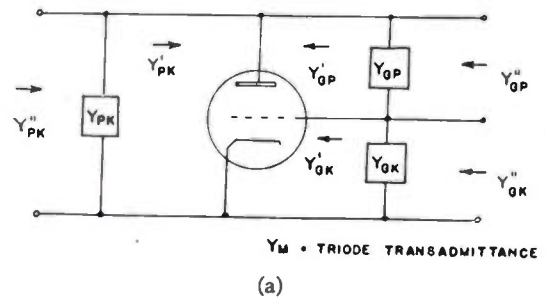 Y'PK
Y'GP
YGP
Y"GP
Y"PK
YPK
Y'GK
YGK
Y"GK
YM = TRIODE TRANSADMITTANCE
(a)